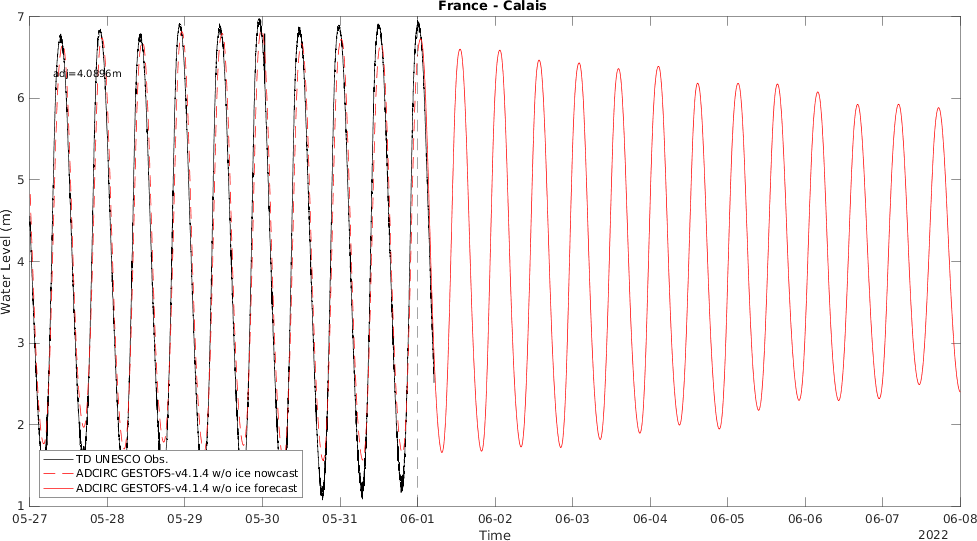 France - Calais
7
6
5
4
3
2
1
Water Level (m)
adj=4.0896m
TD UNESCO Obs.
ADCIRC GESTOFS-v4.1.4 w/o ice nowcast
ADCIRC GESTOFS-v4.1.4 w/o ice forecast
05-27 05-28 05-29 05-30 05-31 06-01 06-02 06-03 06-04 06-05 06-06 06-07 06-08
Time
2022